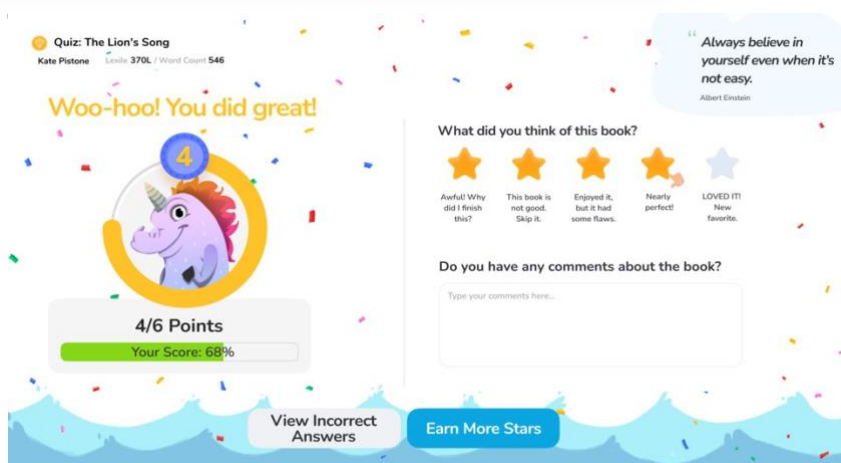 Quiz: The Lion's Song
Kate Pistone Lexile 370L / Word Count 546
Woo-hoo! You did great!
4
4/6 Points
Your Score: 68%
“
Always believe in
yourself even when it's
not easy.
Albert Einstein
What did you think of this book?
Awful! Why
did I finish
this?
This book is
not good.
Skip it.
Enjoyed it,
but it had
some flaws.
Nearly
perfect!
LOVED IT!
New
favorite.
Do you have any comments about the book?
Type your comments here...
View Incorrect
Answers
Earn More Stars